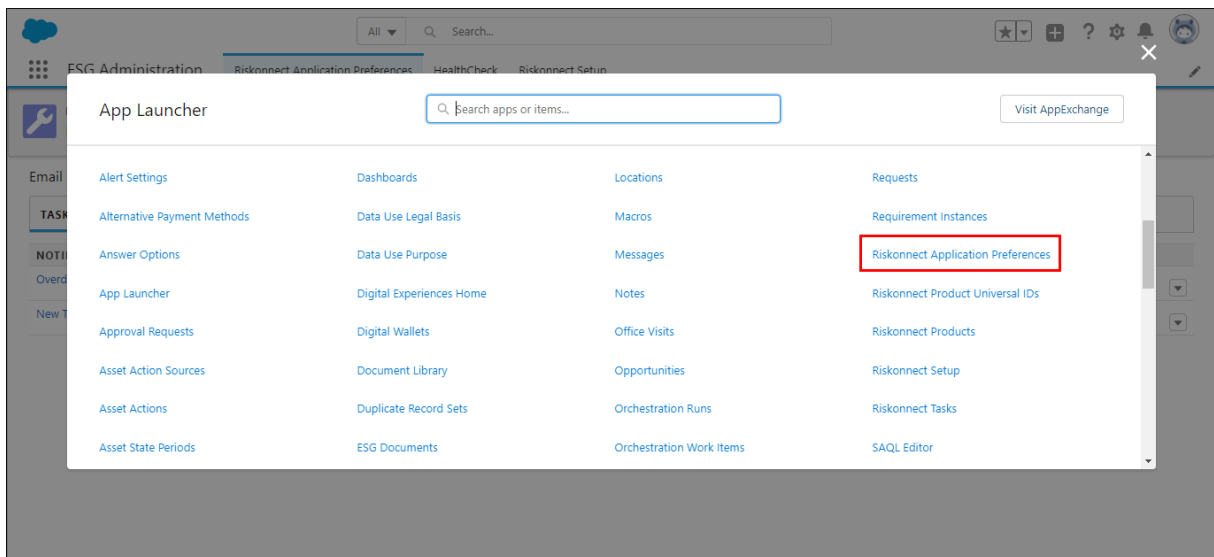 All Search...
ESG Administration Riskonnect Application Preferences HealthCheck Riskonnect Setup
App Launcher Search apps or items... Visit AppExchange
Email
Alert Settings Dashboards Locations Requests
TASK
Alternative Payment Methods Data Use Legal Basis Macros Requirement Instances
NOTI
Answer Options Data Use Purpose Messages Riskonnect Application Preferences
Overd
App Launcher Digital Experiences Home Notes Riskonnect Product Universal IDs
New T
Approval Requests Digital Wallets Office Visits Riskonnect Products
Asset Action Sources Document Library Opportunities Riskonnect Setup
Asset Actions Duplicate Record Sets Orchestration Runs Riskonnect Tasks
Asset State Periods ESG Documents Orchestration Work Items SAQL Editor